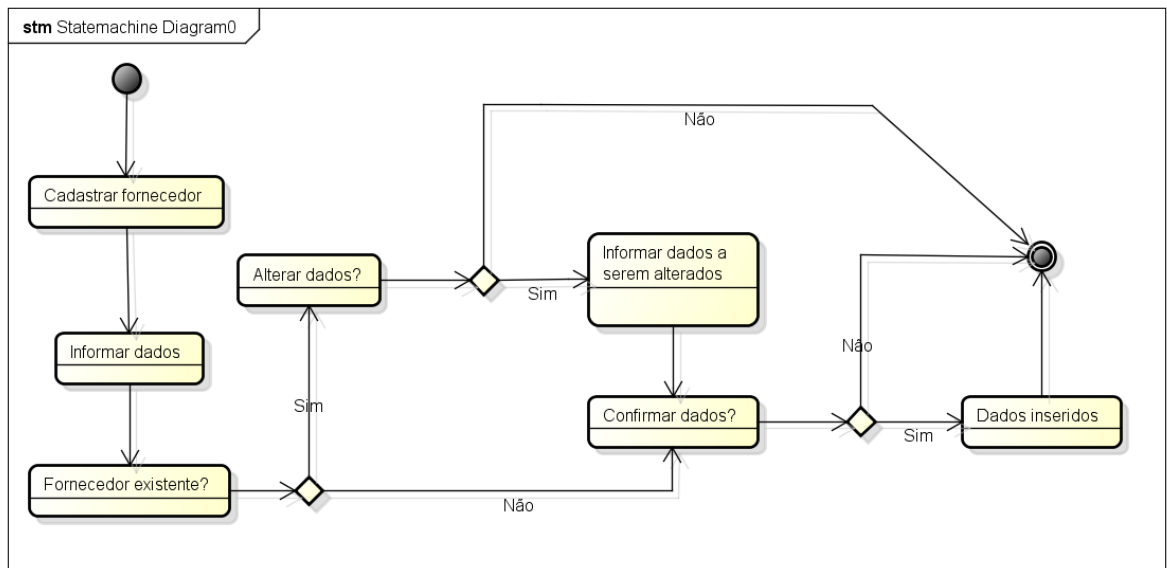 stm Statemachine Diagram0
Não
Cadastrar fornecedor
Alterar dados?
Informar dados a
serem alterados
Sim
Informar dados
Não
Sim
Confirmar dados?
Dados inseridos
Sim
Fornecedor existente?
Não